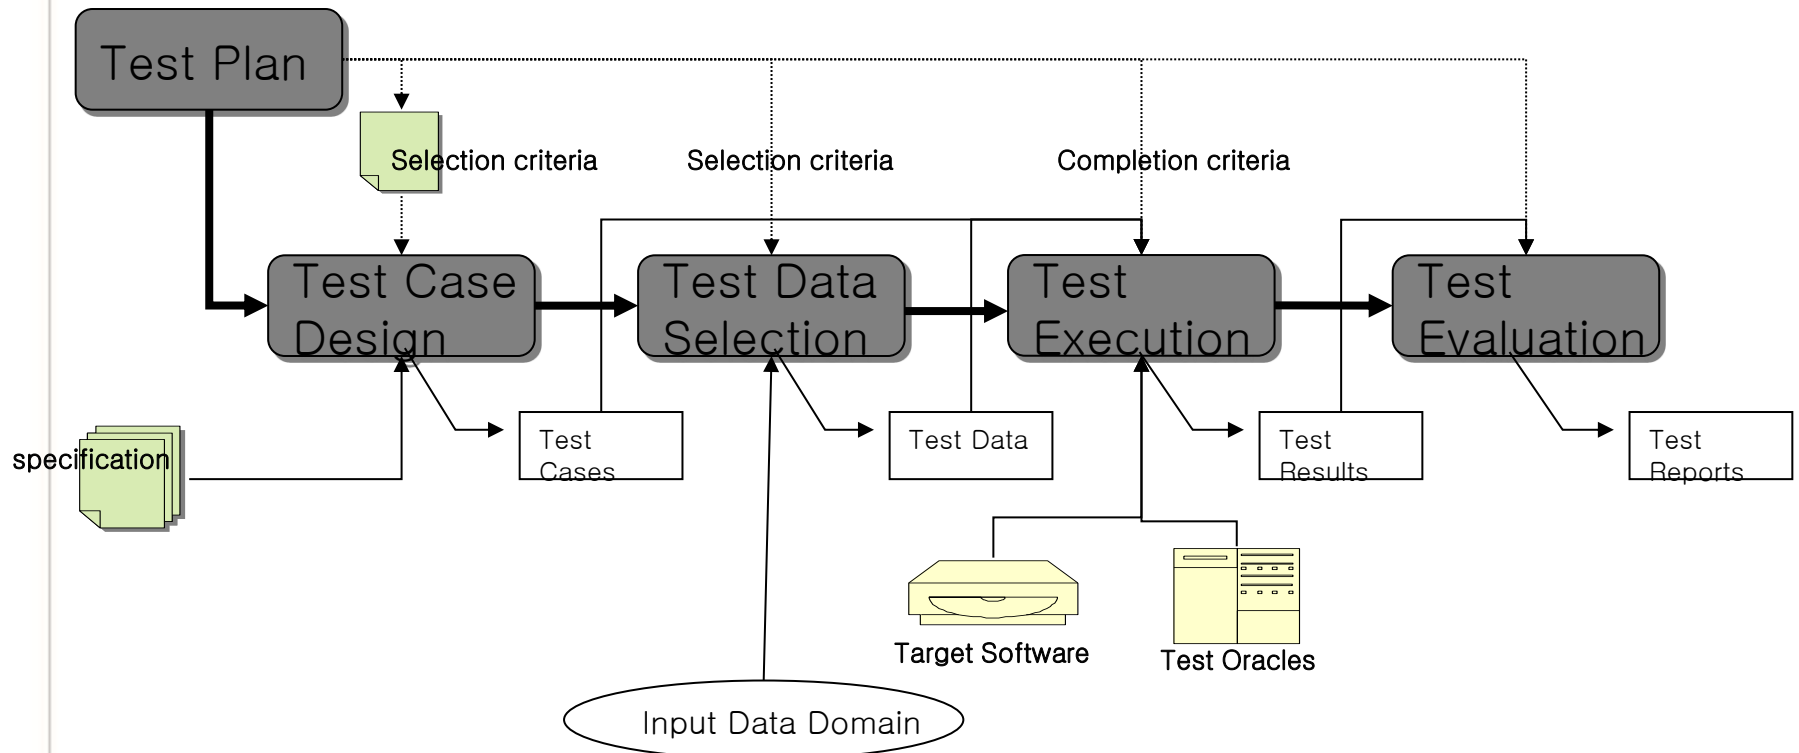 Test Plan
Selection criteria
Selection criteria
Completion criteria
Test Case
Design
Test Data
Selection
Test
Execution
Test
Evaluation
specification
Test
Cases
Test Data
Test
Results
Test
Reports
Target Software
Test Oracles
Input Data Domain